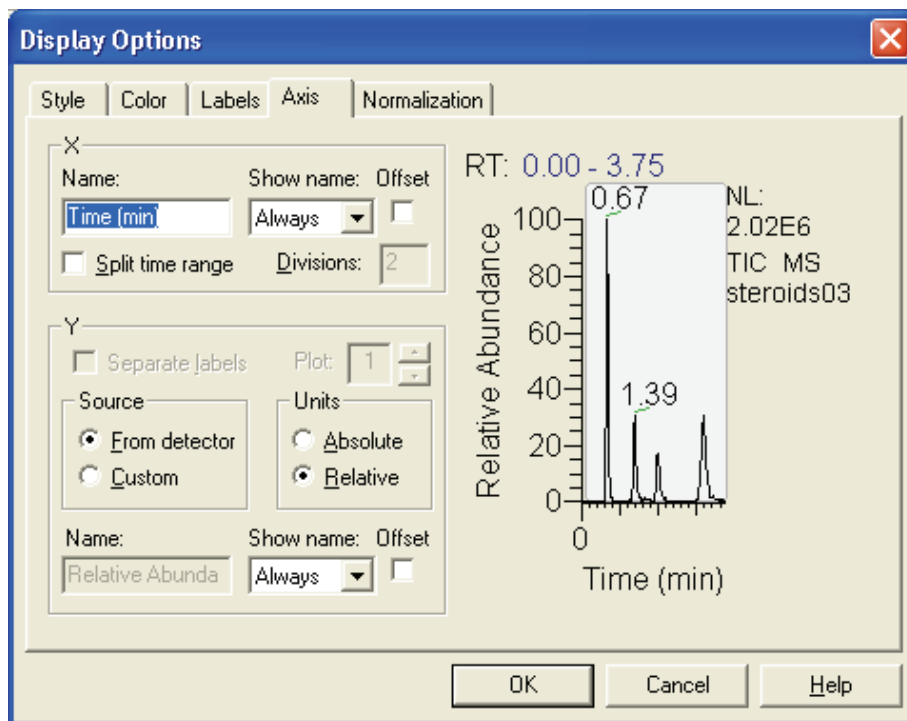 Display Options
Style Color Labels Axis Normalization
X
Name: Show name: Offset
Time (min) Always
Split time range Divisions: 2
Y
Separate labels Plot: 1
Source Units
From detector Absolute
Custom Relative
Name: Show name: Offset
Relative Abunda Always
RT: 0.00 - 3.75
0.67 NL:
2.02E6
TIC MS
steroids03
Relative Abundance
100
80
60
40
20
0
1.39
0
Time (min)
OK Cancel Help